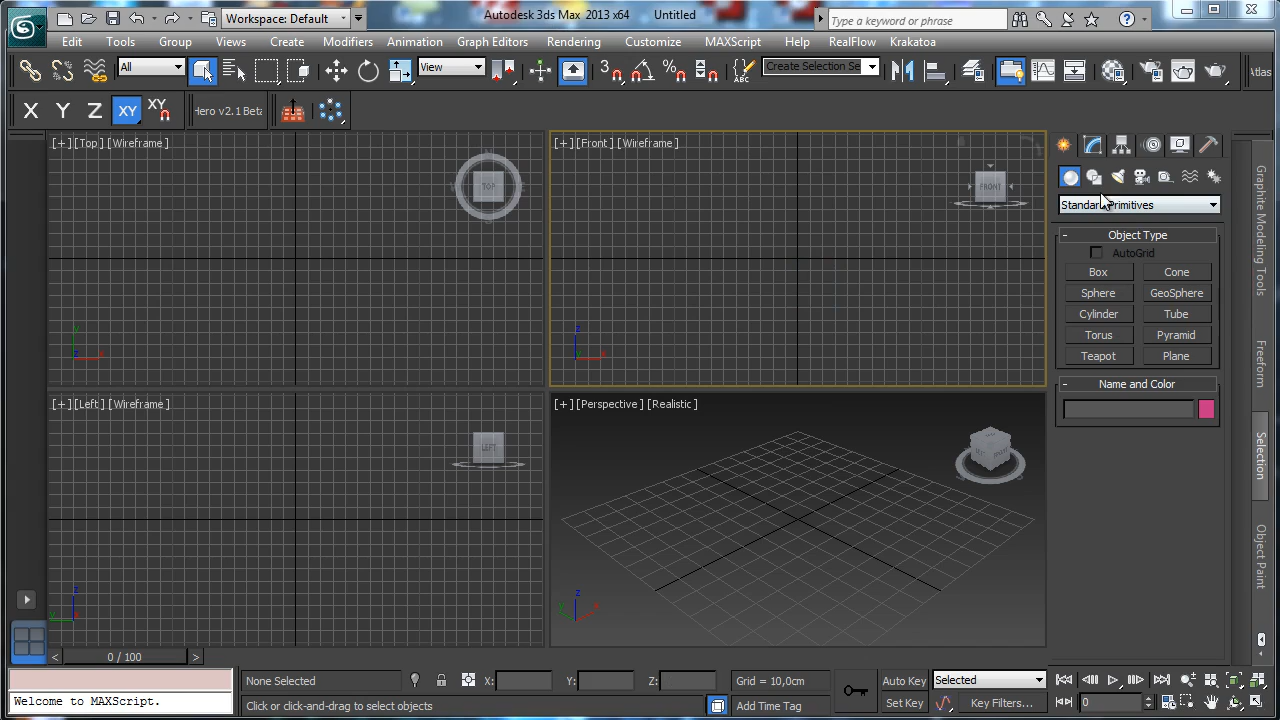 Workspace: Default
Autodesk 3ds Max 2013 x64 Untitled
Type a keyword or phrase
Edit Tools Group Views Create Modifiers Animation Graph Editors Rendering Customize MAXScript Help RealFlow Krakatoa
All
View
3
ABC
Create Selection Se
Atlas
X Y Z XY XY
Hero v2.1 Beta
[+][Top][Wireframe]
TOP
[+][Front][Wireframe]
FRONT
Standard Primitives
- Object Type
AutoGrid
Box Cone
Sphere GeoSphere
Cylinder Tube
Torus Pyramid
Teapot Plane
- Name and Color
y z x
z y x
[+][Left][Wireframe]
LEFT
[+][Perspective][Realistic]
z y x
z y x
Graphite Modeling Tools
Freeform
Selection
Object Paint
< 0 / 100 >
Welcome to MAXScript.
None Selected
X: Y: Z:
Grid = 10,0cm
Auto Key
Selected
Click or click-and-drag to select objects
Add Time Tag
Set Key
Key Filters...
0